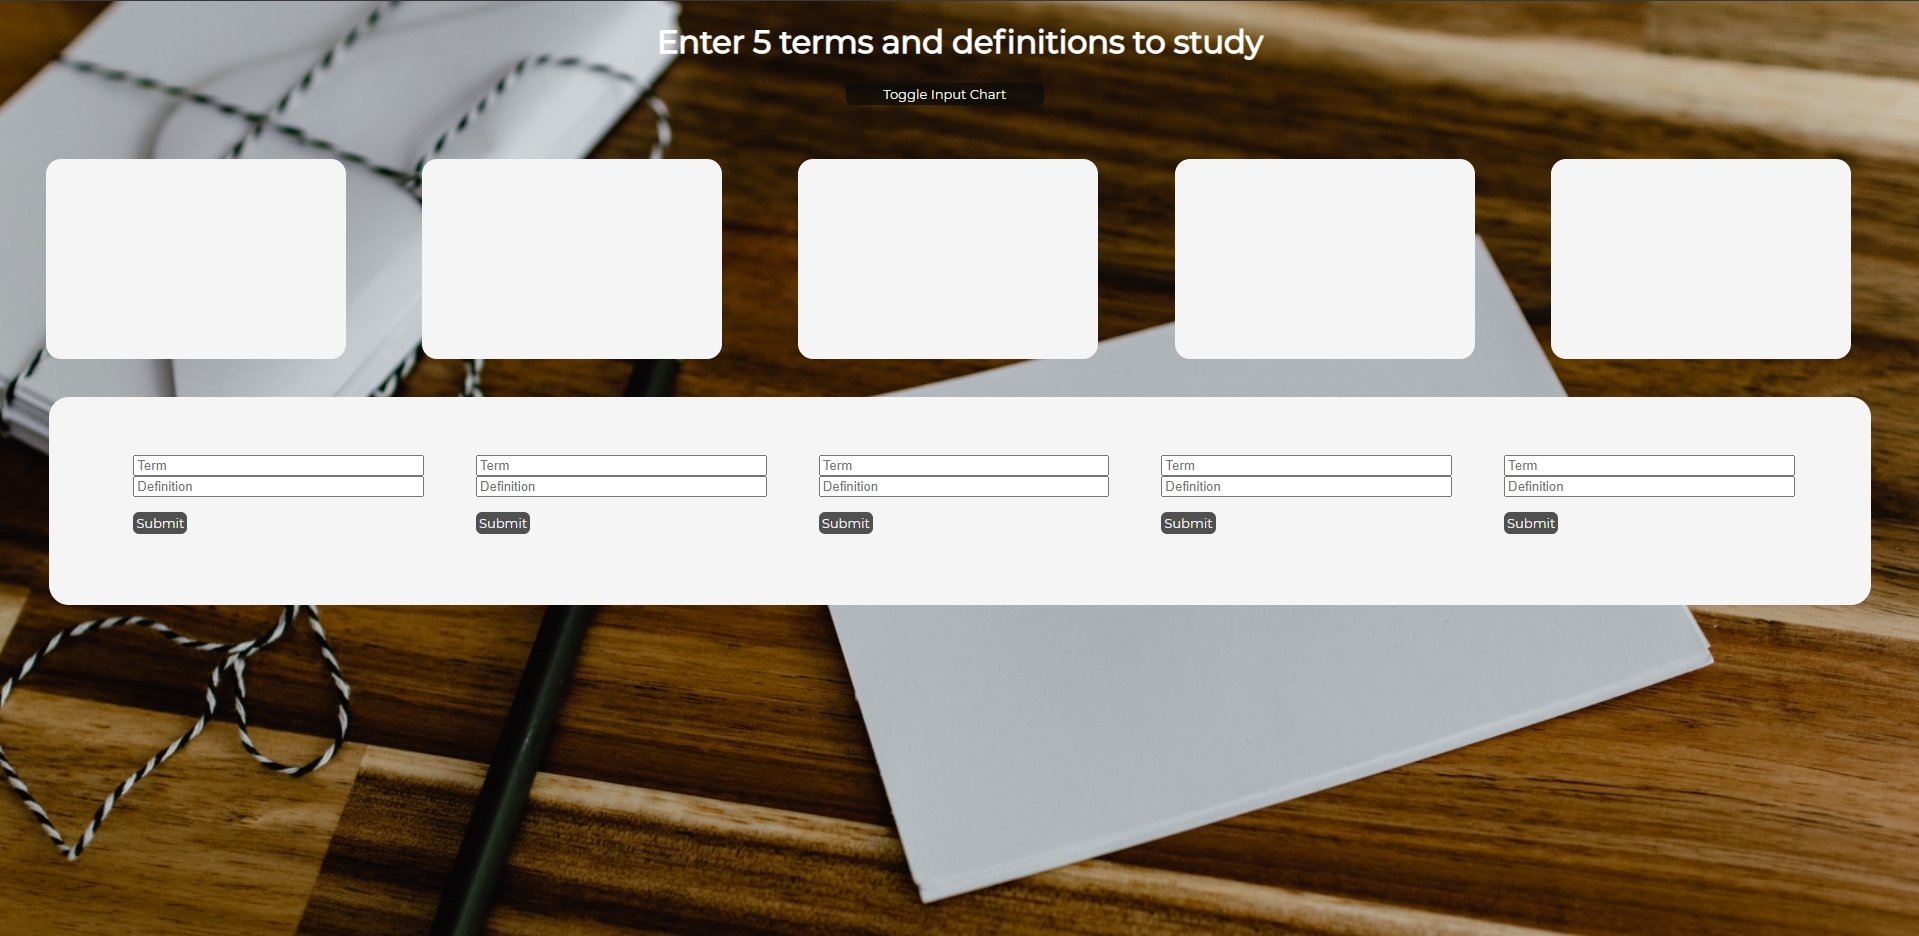 Enter 5 terms and definitions to study
Toggle Input Chart
Term
Definition
Submit
Term
Definition
Submit
Term
Definition
Submit
Term
Definition
Submit
Term
Definition
Submit